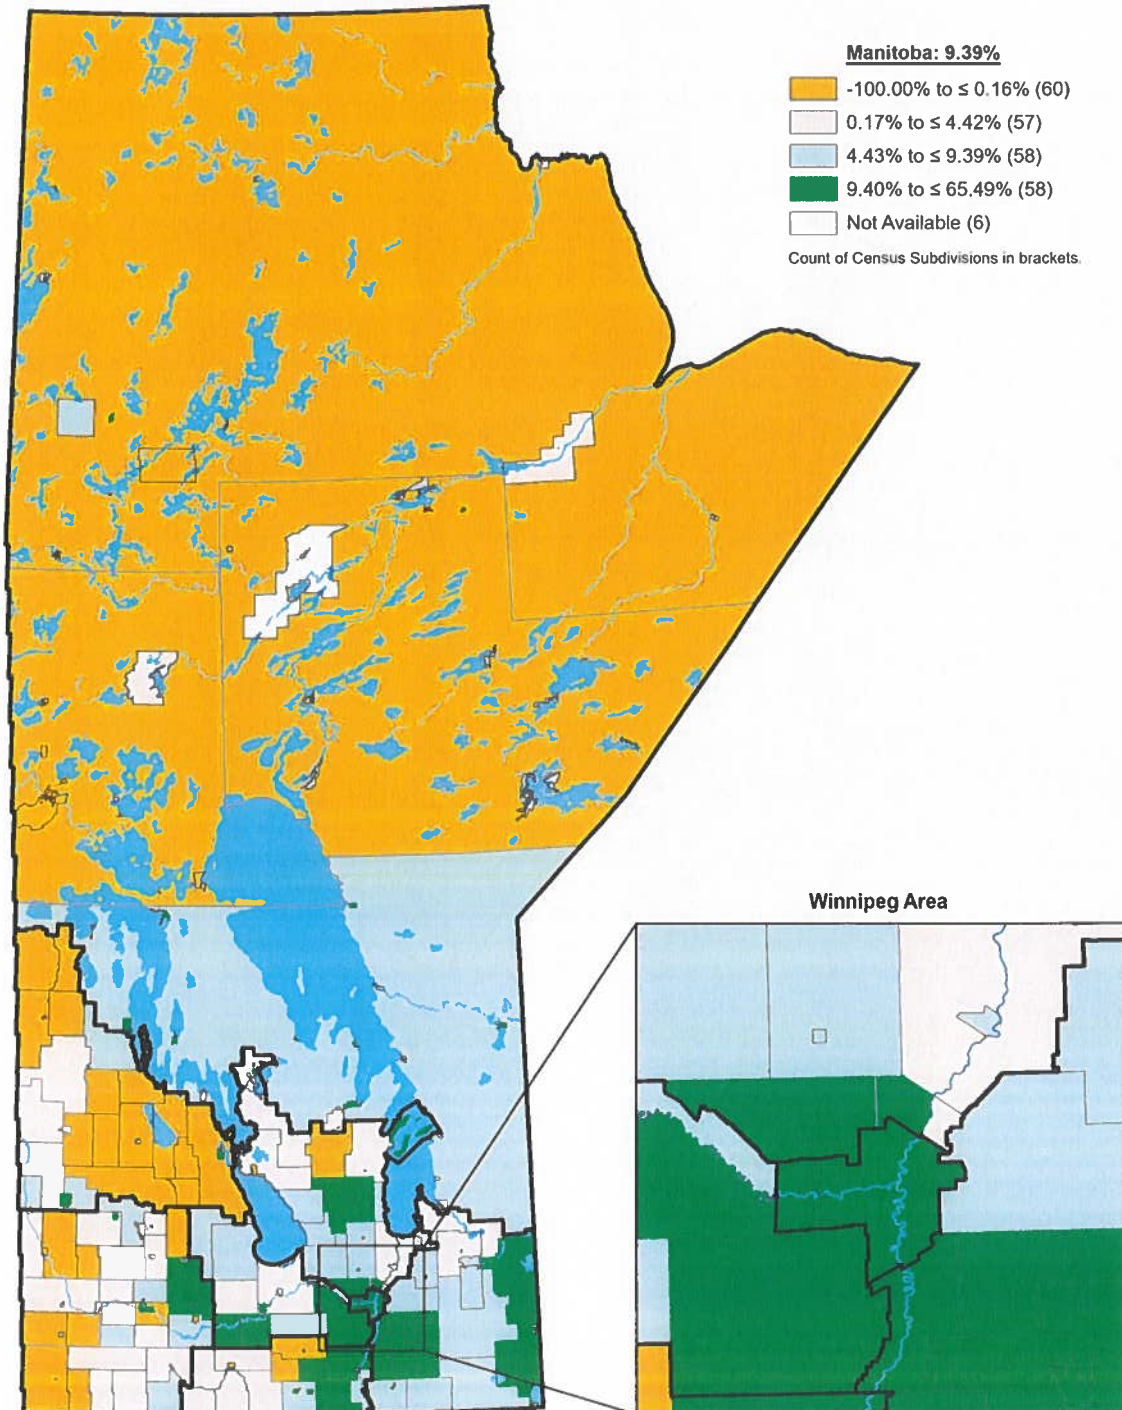 Manitoba: 9.39%
-100.00% to ≤ 0.16% (60)
0.17% to ≤ 4.42% (57)
4.43% to ≤ 9.39% (58)
9.40% to ≤ 65.49% (58)
Not Available (6)
Count of Census Subdivisions in brackets.
Winnipeg Area